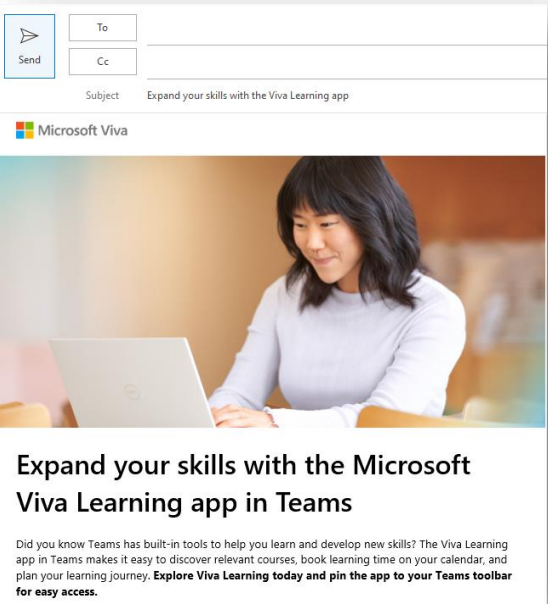 To
Send
Cc
Subject Expand your skills with the Viva Learning app
Microsoft Viva
Expand your skills with the Microsoft
Viva Learning app in Teams
Did you know Teams has built-in tools to help you learn and develop new skills? The Viva Learning
app in Teams makes it easy to discover relevant courses, book learning time on your calendar, and
plan your learning journey. Explore Viva Learning today and pin the app to your Teams toolbar
for easy access.